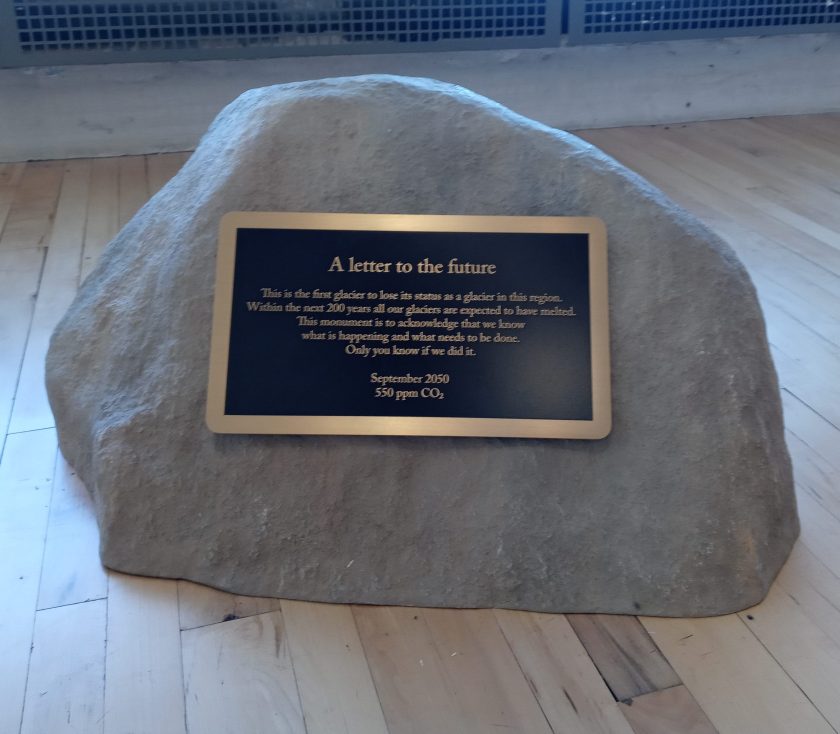 A letter to the future
This is the first glacier to lose its status as a glacier in this region.
Within the next 200 years all our glaciers are expected to have melted.
This monument is to acknowledge that we know
what is happening and what needs to be done.
Only you know if we did it.
September 2050
550 ppm CO₂